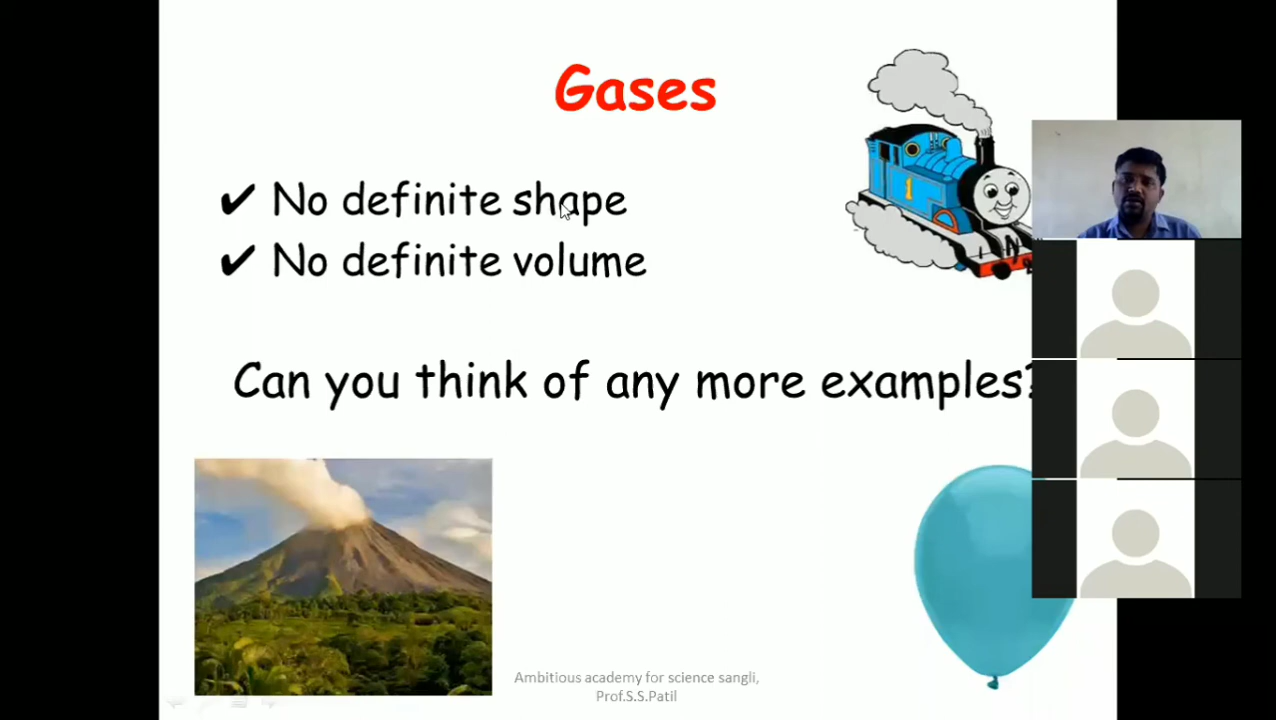 Gases
✔ No definite shape
✔ No definite volume
Can you think of any more examples?
1
Ambitious academy for science sangli,
Prof.S.S.Patil